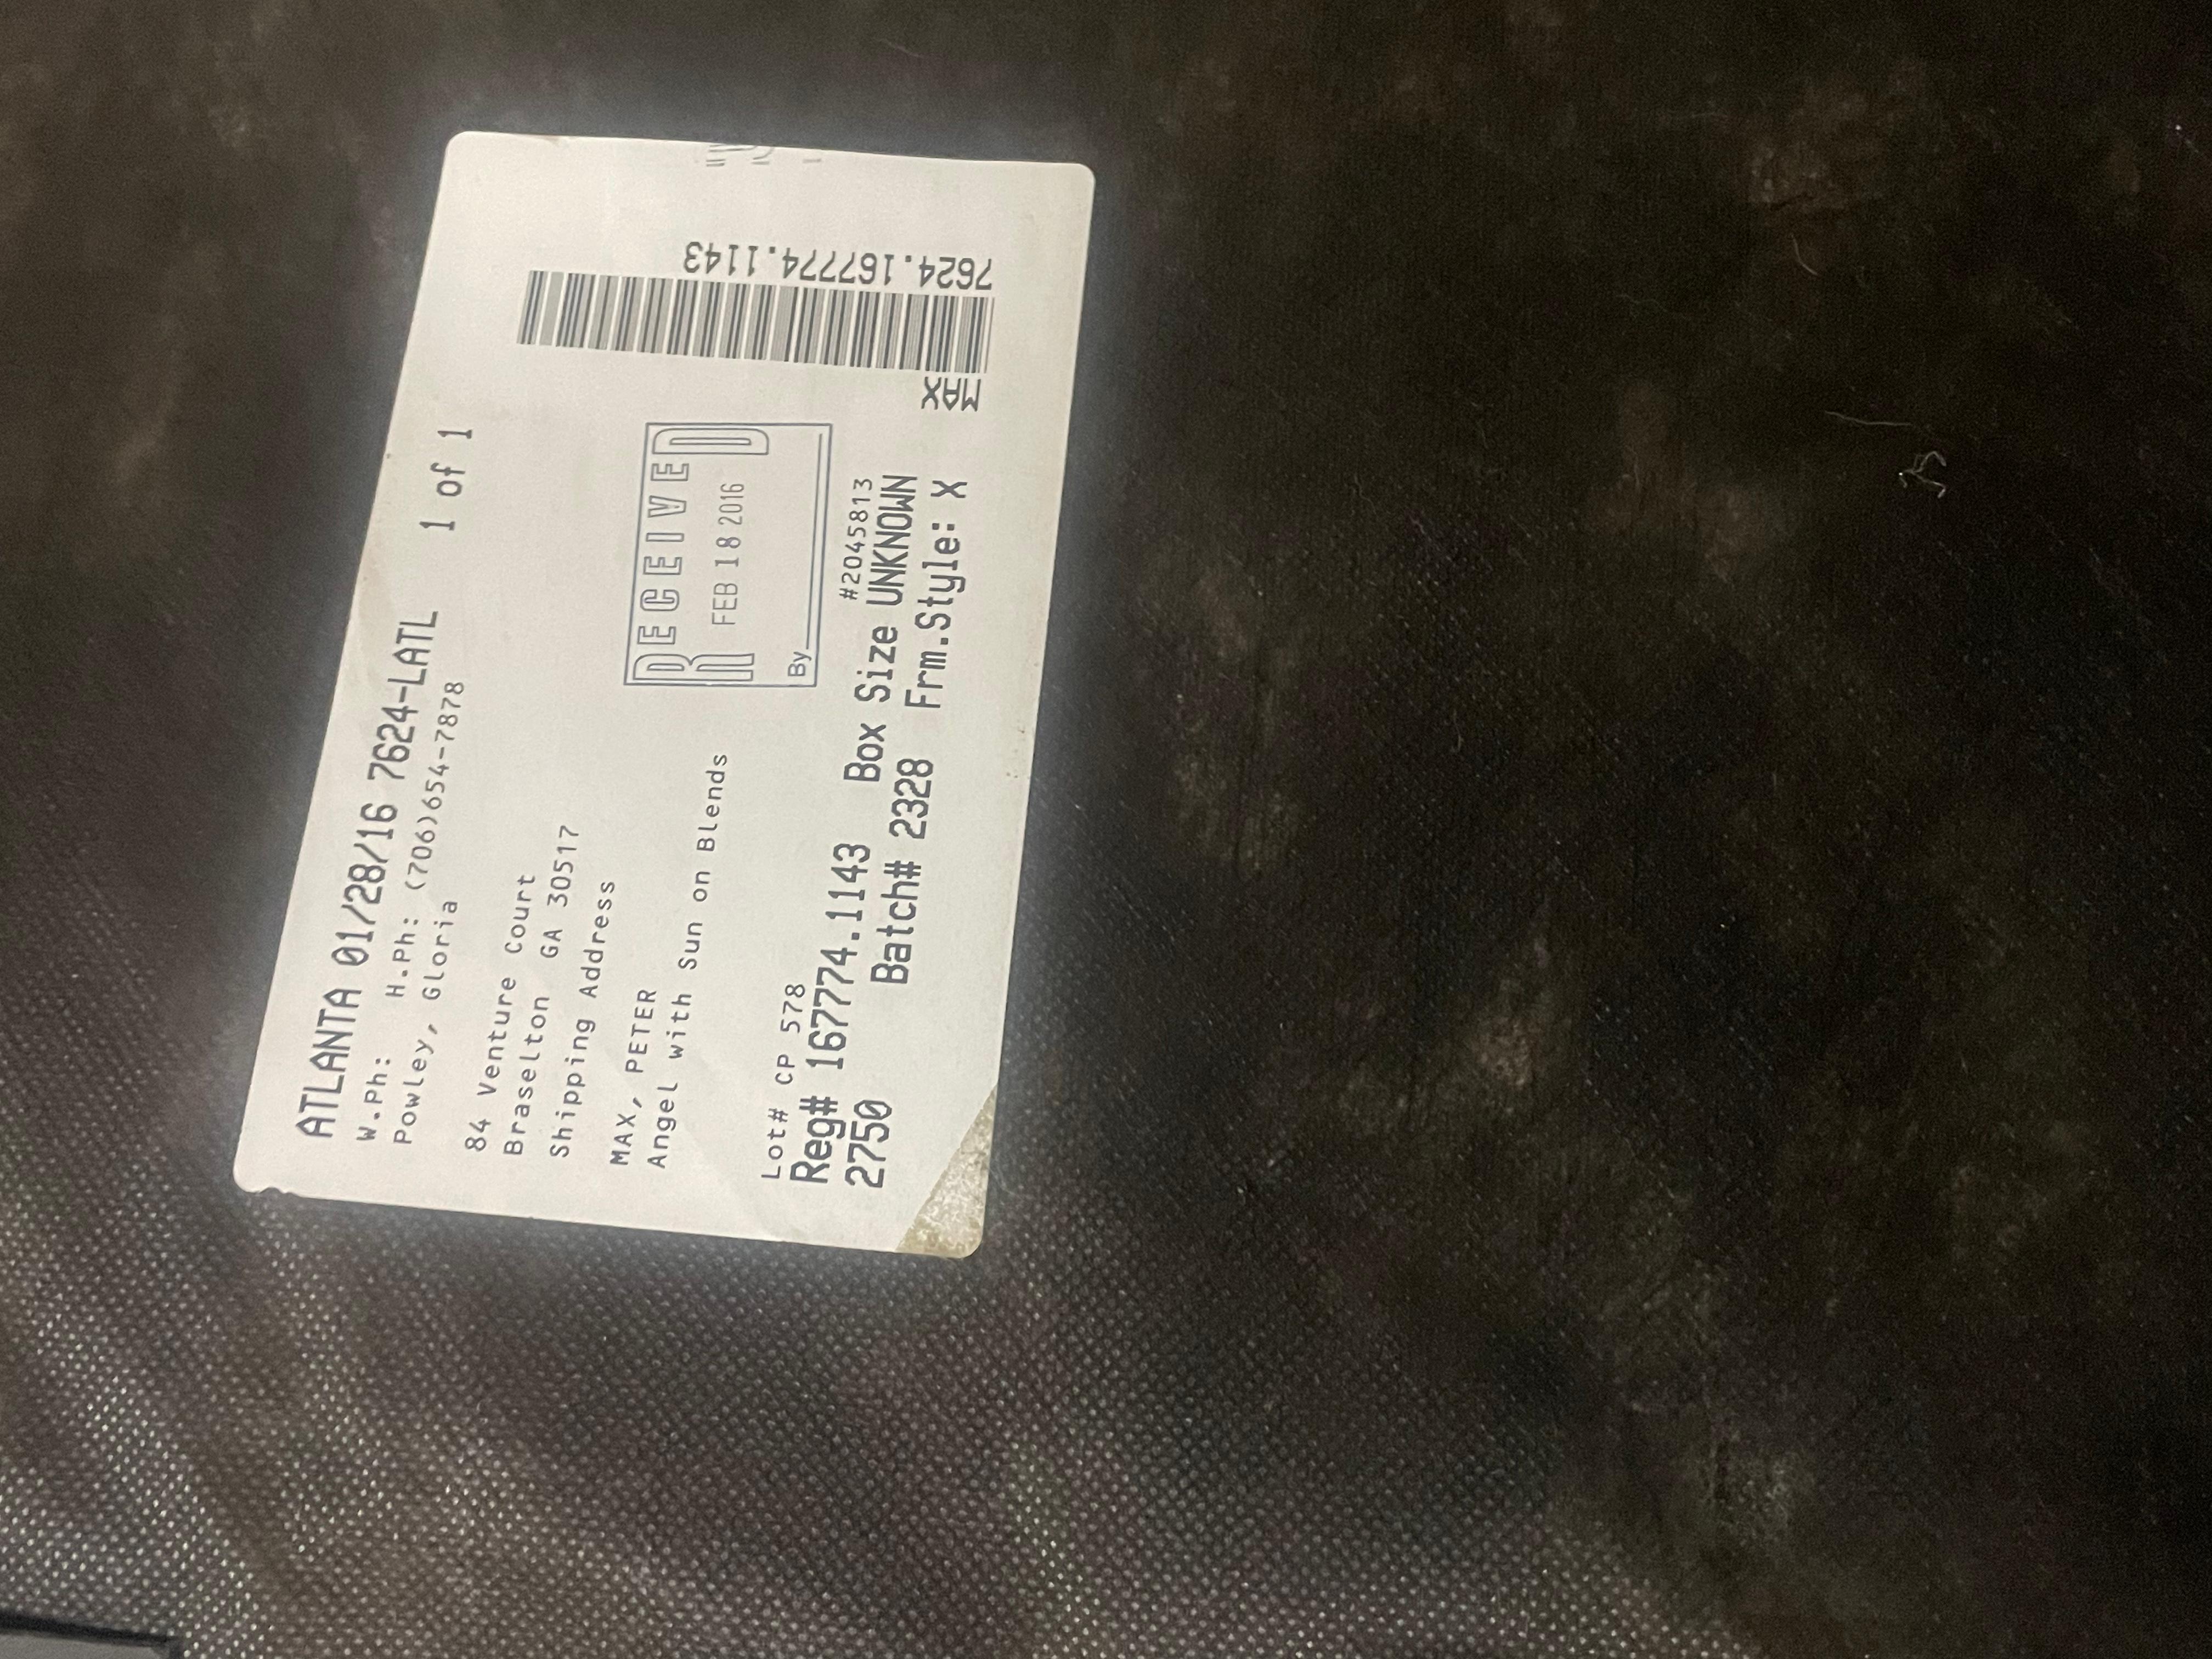 ATLANTA 01/28/16 7624-LATL 1 of 1
W.Ph: H.Ph: (706)654-7878
Powley, Gloria
84 Venture Court
Braselton GA 30517
Shipping Address
MAX, PETER
Angel with Sun on Blends
RECEIVED
FEB 18 2016
By
Lot# CP 578 #2045813
Reg# 167774.1143 Box Size UNKNOWN
2750 Batch# 2328 Frm.Style: X
MAX
7624.167774.1143